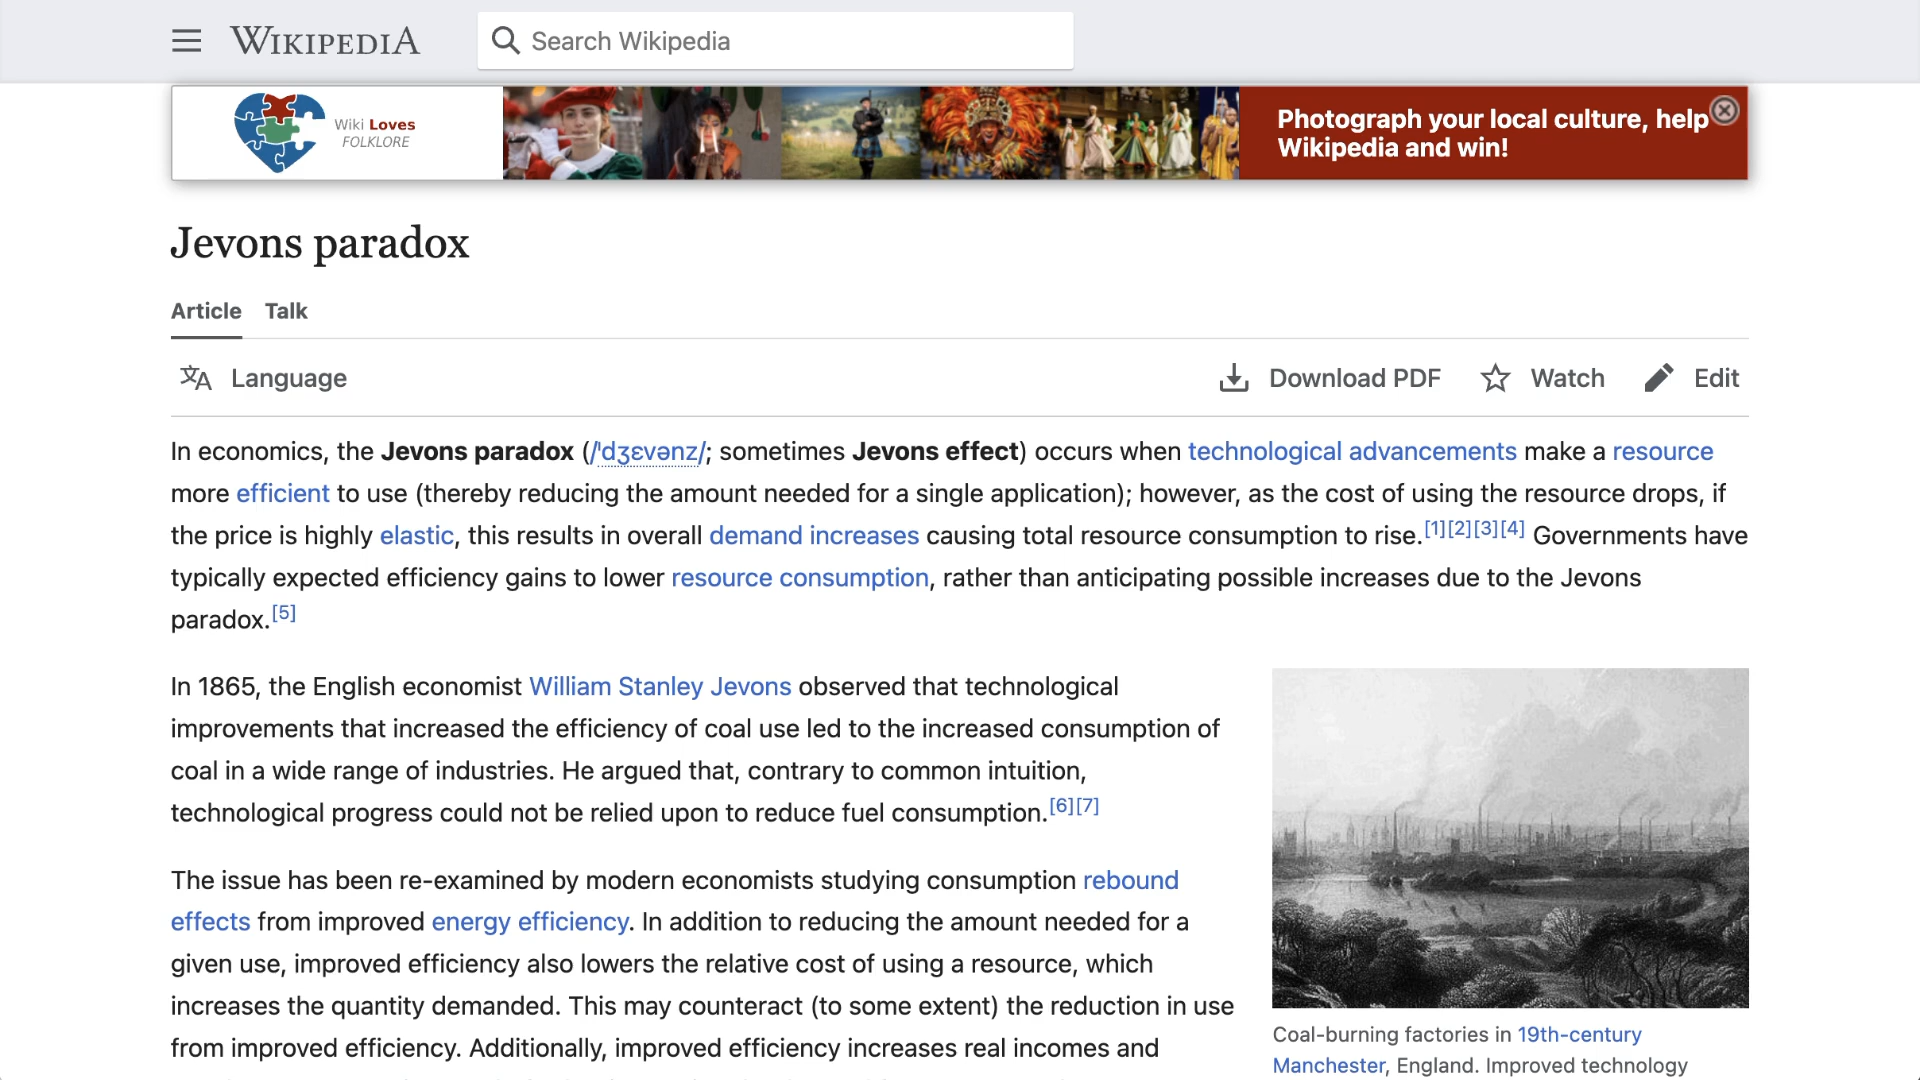 WIKIPEDIA
Search Wikipedia
Wiki Loves
FOLKLORE
Photograph your local culture, help
Wikipedia and win!
Jevons paradox
Article Talk
文A Language
Download PDF Watch Edit
In economics, the Jevons paradox (/ˈdʒɛvənz/; sometimes Jevons effect) occurs when technological advancements make a resource
more efficient to use (thereby reducing the amount needed for a single application); however, as the cost of using the resource drops, if
the price is highly elastic, this results in overall demand increases causing total resource consumption to rise.[1][2][3][4] Governments have
typically expected efficiency gains to lower resource consumption, rather than anticipating possible increases due to the Jevons
paradox.[5]
In 1865, the English economist William Stanley Jevons observed that technological
improvements that increased the efficiency of coal use led to the increased consumption of
coal in a wide range of industries. He argued that, contrary to common intuition,
technological progress could not be relied upon to reduce fuel consumption.[6][7]
The issue has been re-examined by modern economists studying consumption rebound
effects from improved energy efficiency. In addition to reducing the amount needed for a
given use, improved efficiency also lowers the relative cost of using a resource, which
increases the quantity demanded. This may counteract (to some extent) the reduction in use
from improved efficiency. Additionally, improved efficiency increases real incomes and
Coal-burning factories in 19th-century
Manchester, England. Improved technology